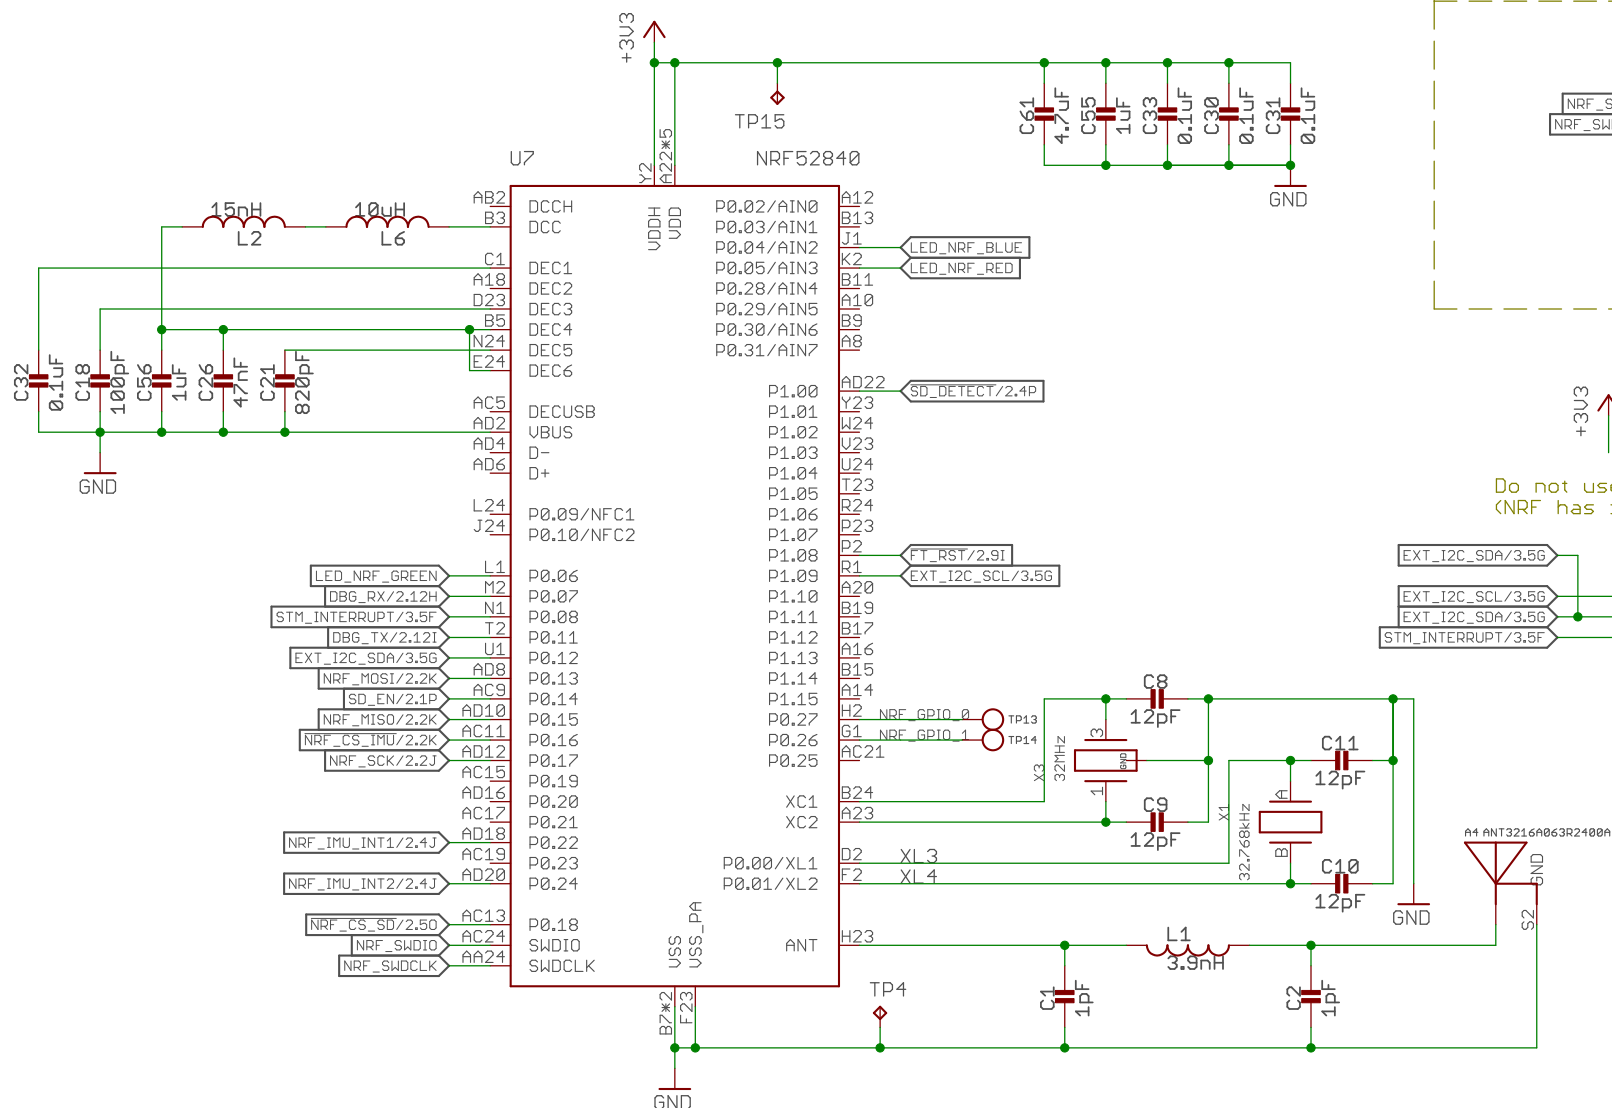 +3V3
TP15
C61
4.7uF
C55
1uF
C33
0.1uF
C30
0.1uF
C31
0.1uF
GND
NRF_S
NRF_SW
U7
NRF52840
Y2
A22*5
VDDH
VDD
15nH
L2
10uH
L6
AB2 DCCH
B3 DCC
C1 DEC1
A18 DEC2
D23 DEC3
B5 DEC4
N24 DEC5
E24 DEC6
AC5 DECUSB
AD2 VBUS
AD4 D-
AD6 D+
L24 P0.09/NFC1
J24 P0.10/NFC2
C32
0.1uF
C18
100pF
C56
1uF
C26
47nF
C21
820pF
GND
LED_NRF_GREEN L1 P0.06
DBG_RX/2.12H M2 P0.07
STM_INTERRUPT/3.5F N1 P0.08
DBG_TX/2.12I T2 P0.11
EXT_I2C_SDA/3.5G U1 P0.12
NRF_MOSI/2.2K AD8 P0.13
SD_EN/2.1P AC9 P0.14
NRF_MISO/2.2K AD10 P0.15
NRF_CS_IMU/2.2K AC11 P0.16
NRF_SCK/2.2J AD12 P0.17
AC15 P0.19
AD16 P0.20
AC17 P0.21
NRF_IMU_INT1/2.4J AD18 P0.22
AC19 P0.23
NRF_IMU_INT2/2.4J AD20 P0.24
NRF_CS_SD/2.5O AC13 P0.18
NRF_SWDIO AC24 SWDIO
NRF_SWDCLK AA24 SWDCLK
VSS
VSS_PA
B7*2
F23
GND
P0.02/AIN0 A12
P0.03/AIN1 B13
P0.04/AIN2 J1 LED_NRF_BLUE
P0.05/AIN3 K2 LED_NRF_RED
P0.28/AIN4 B11
P0.29/AIN5 A10
P0.30/AIN6 B9
P0.31/AIN7 A8
P1.00 AD22 SD_DETECT/2.4P
P1.01 Y23
P1.02 W24
P1.03 V23
P1.04 U24
P1.05 T23
P1.06 R24
P1.07 P23
P1.08 P2 FT_RST/2.9I
P1.09 R1 EXT_I2C_SCL/3.5G
P1.10 A20
P1.11 B19
P1.12 B17
P1.13 A16
P1.14 B15
P1.15 A14
P0.27 H2 NRF_GPIO_0 TP13
P0.26 G1 NRF_GPIO_1 TP14
P0.25 AC21
XC1 B24
XC2 A23
P0.00/XL1 D2 XL3
P0.01/XL2 F2 XL4
ANT H23
X3
32MHz
3
GND
1
C8
12pF
C9
12pF
X1
32.768kHz
A
B
C11
12pF
C10
12pF
GND
L1
3.9nH
C1
1pF
C2
1pF
TP4
A4 ANT3216A063R2400A
GND
S2
+3V3
Do not use
(NRF has
EXT_I2C_SDA/3.5G
EXT_I2C_SCL/3.5G
EXT_I2C_SDA/3.5G
STM_INTERRUPT/3.5F